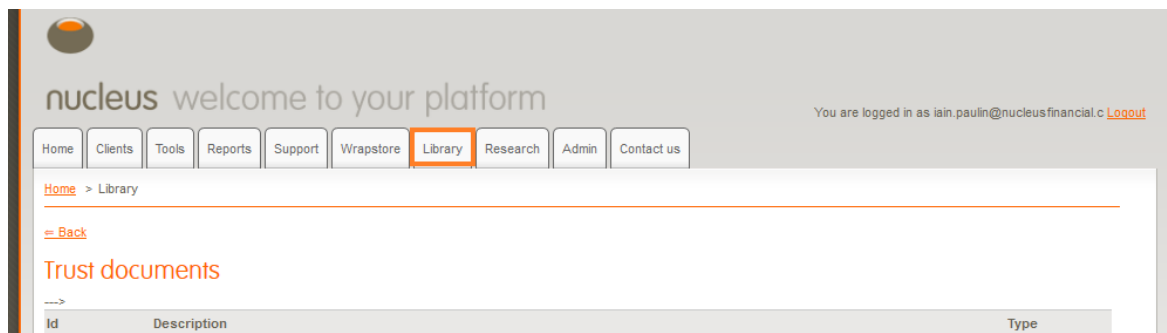 nucleus welcome to your platform
You are logged in as iain.paulin@nucleusfinancial.c Logout
Home Clients Tools Reports Support Wrapstore Library Research Admin Contact us
Home > Library
⇐ Back
Trust documents
--->
Id Description Type